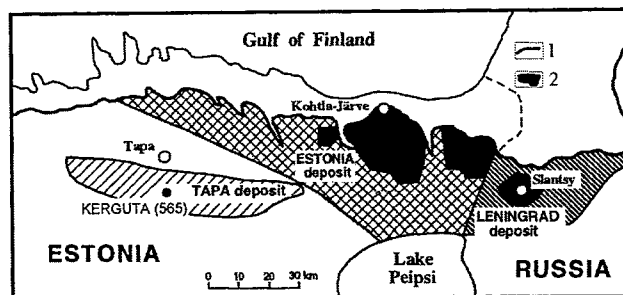 Gulf of Finland
1
2
Kohtla-Järve
Tapa
ESTONIA
deposit
Slantsy
TAPA deposit
KERGUTA (565)
LENINGRAD
deposit
ESTONIA
Lake
Peipsi
RUSSIA
0 10 20 30 km